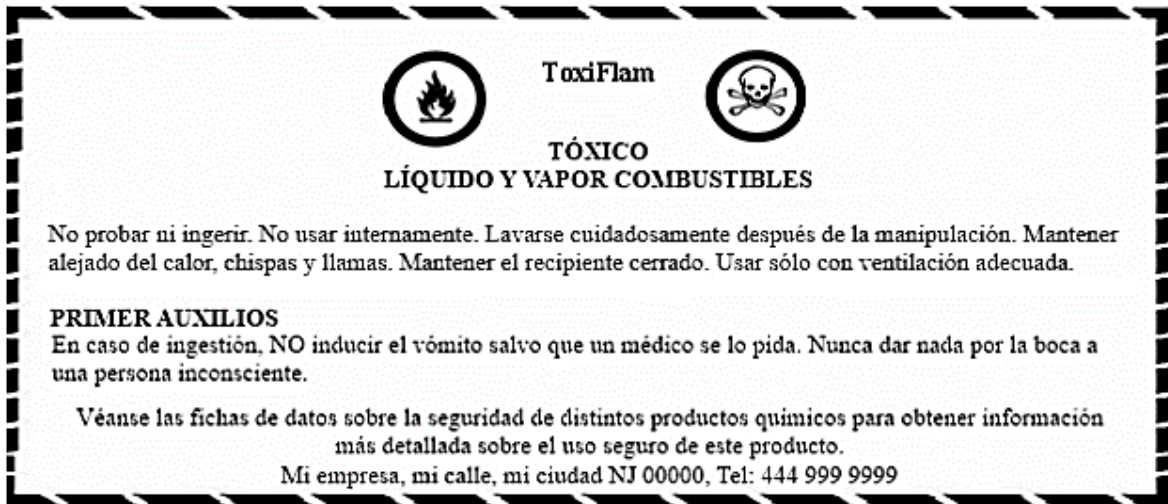 ToxiFlam
TÓXICO
LÍQUIDO Y VAPOR COMBUSTIBLES
No probar ni ingerir. No usar internamente. Lavarse cuidadosamente después de la manipulación. Mantener
alejado del calor, chispas y llamas. Mantener el recipiente cerrado. Usar sólo con ventilación adecuada.
PRIMER AUXILIOS
En caso de ingestión, NO inducir el vómito salvo que un médico se lo pida. Nunca dar nada por la boca a
una persona inconsciente.
Véanse las fichas de datos sobre la seguridad de distintos productos químicos para obtener información
más detallada sobre el uso seguro de este producto.
Mi empresa, mi calle, mi ciudad NJ 00000, Tel: 444 999 9999